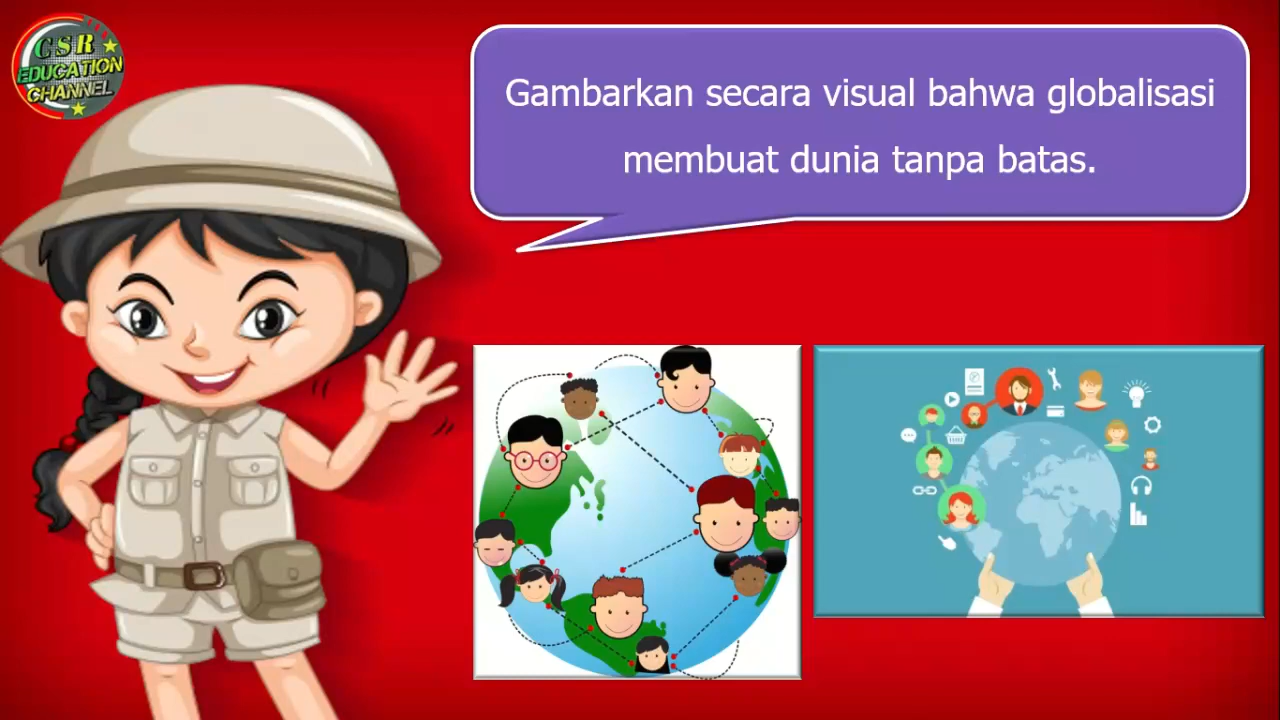 CSR
EDUCATION
CHANNEL
Gambarkan secara visual bahwa globalisasi
membuat dunia tanpa batas.